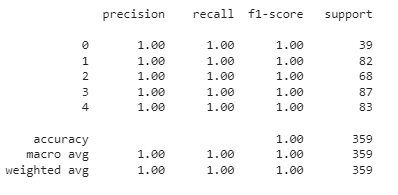 precision recall f1-score support
0 1.00 1.00 1.00 39
1 1.00 1.00 1.00 82
2 1.00 1.00 1.00 68
3 1.00 1.00 1.00 87
4 1.00 1.00 1.00 83
accuracy 1.00 359
macro avg 1.00 1.00 1.00 359
weighted avg 1.00 1.00 1.00 359